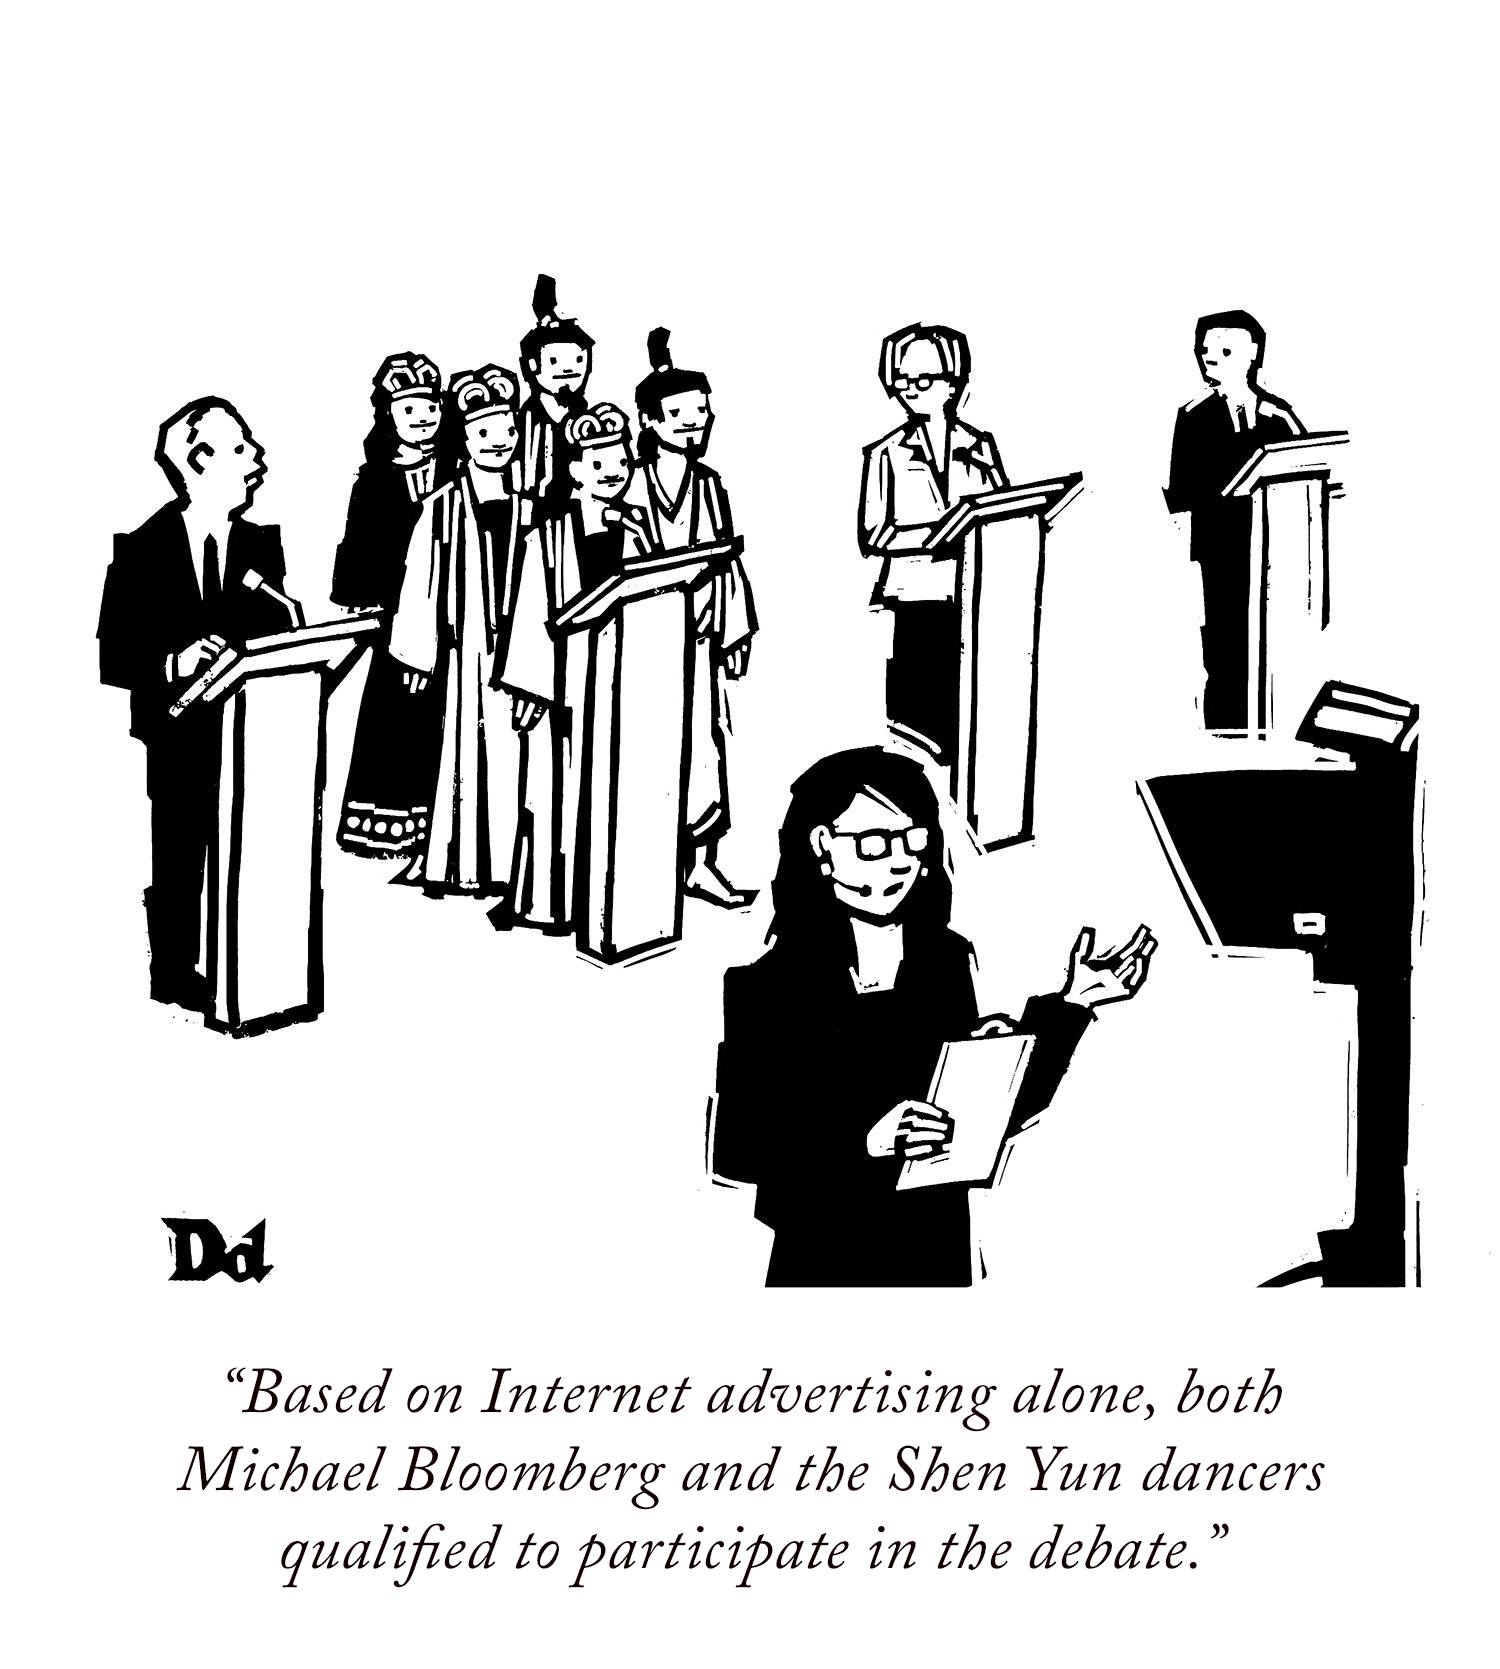 Dd
“Based on Internet advertising alone, both
Michael Bloomberg and the Shen Yun dancers
qualified to participate in the debate.”